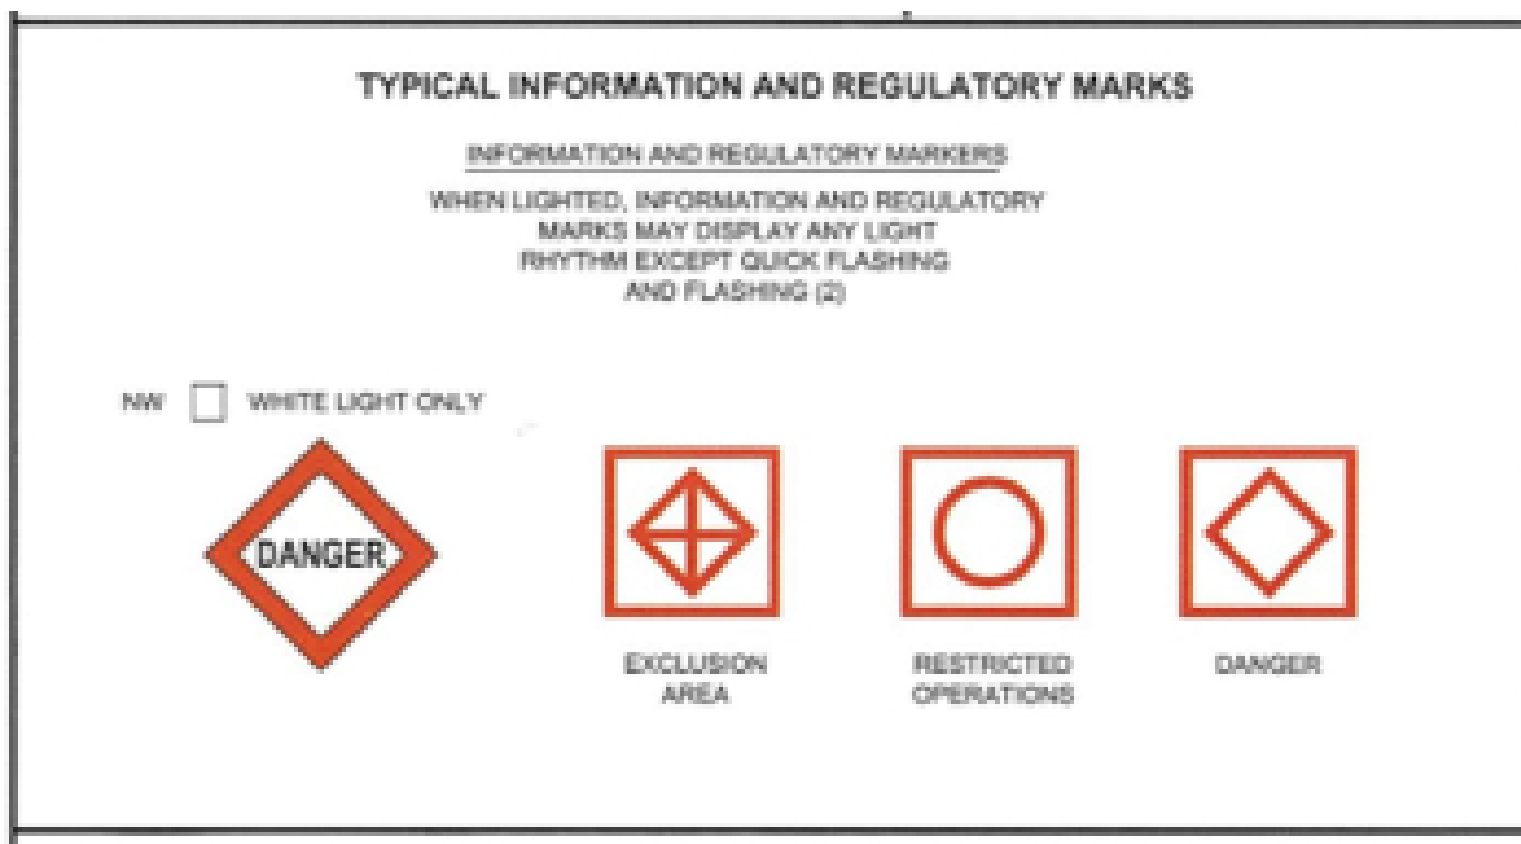 TYPICAL INFORMATION AND REGULATORY MARKS
INFORMATION AND REGULATORY MARKERS
WHEN LIGHTED, INFORMATION AND REGULATORY
MARKS MAY DISPLAY ANY LIGHT
RHYTHM EXCEPT QUICK FLASHING
AND FLASHING (2)
NW WHITE LIGHT ONLY
DANGER
EXCLUSION
AREA
RESTRICTED
OPERATIONS
DANGER